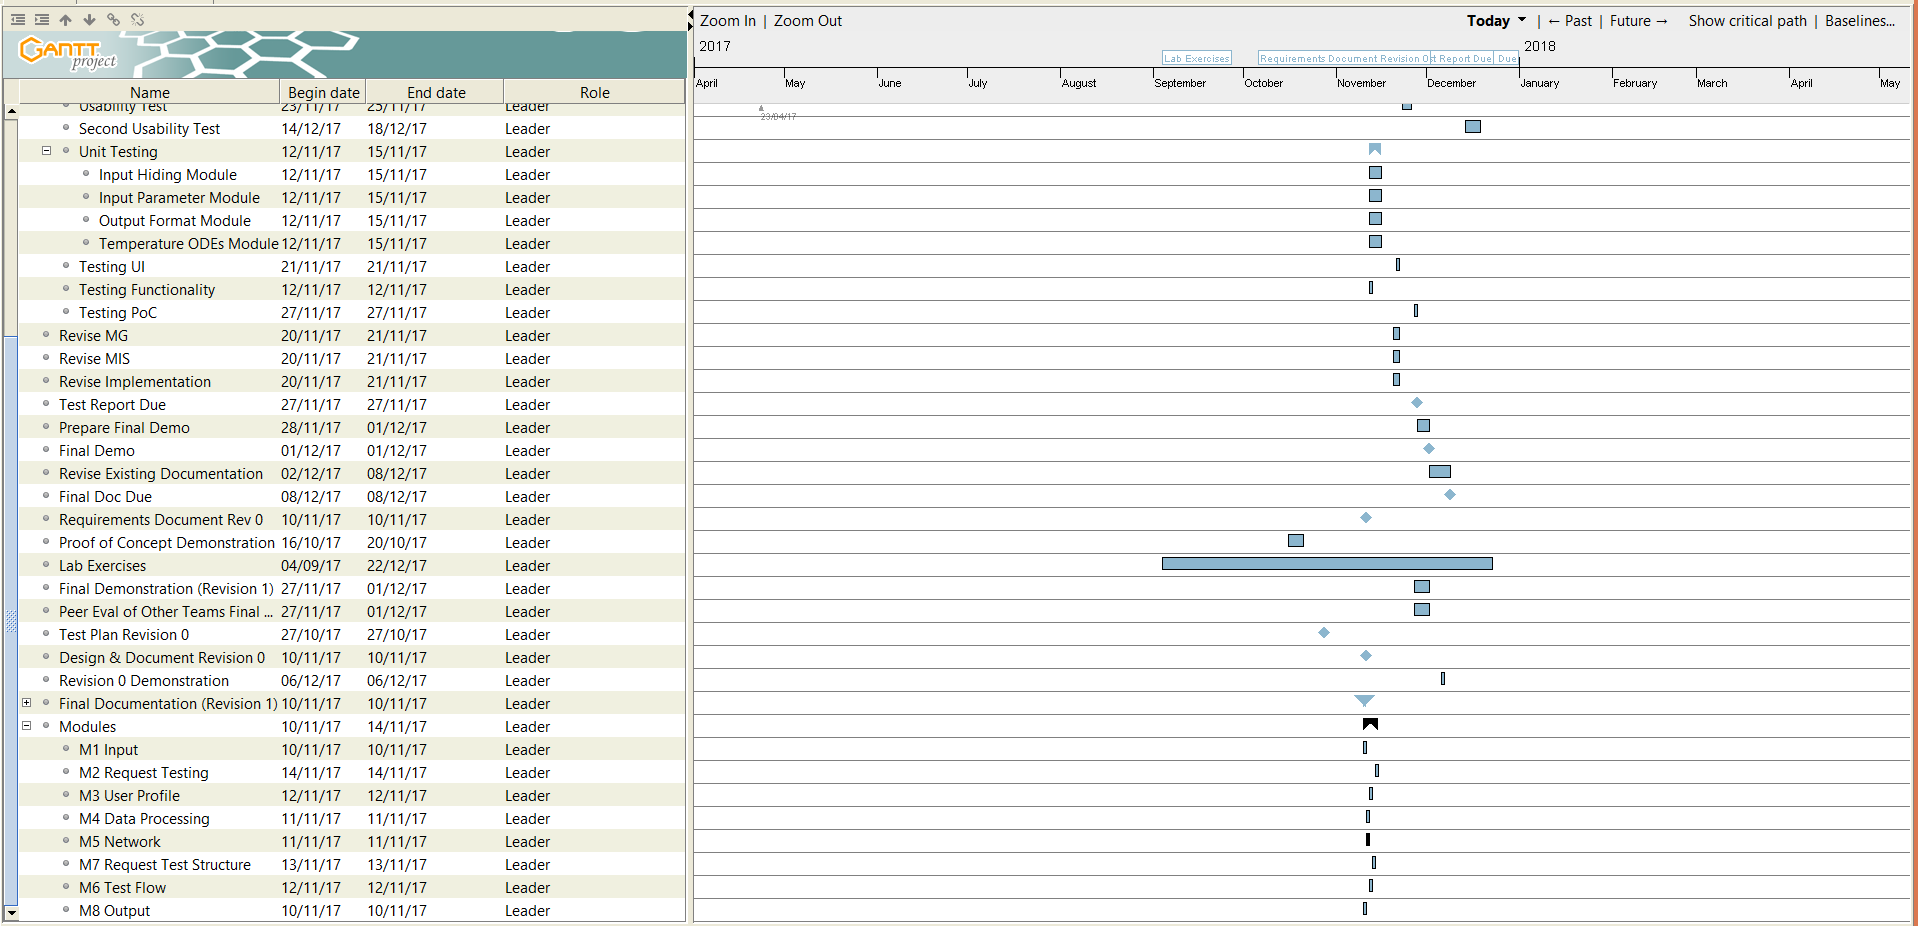 Zoom In | Zoom Out
Today | ← Past | Future → Show critical path | Baselines...
GANTT
project
2017
2018
Lab Exercises
Requirements Document Revision 0
st Report Due
Due
April May June July August September October November December January February March April May
Name Begin date End date Role
Usability Test 23/11/17 25/11/17 Leader
23/04/17
Second Usability Test 14/12/17 18/12/17 Leader
Unit Testing 12/11/17 15/11/17 Leader
Input Hiding Module 12/11/17 15/11/17 Leader
Input Parameter Module 12/11/17 15/11/17 Leader
Output Format Module 12/11/17 15/11/17 Leader
Temperature ODEs Module 12/11/17 15/11/17 Leader
Testing UI 21/11/17 21/11/17 Leader
Testing Functionality 12/11/17 12/11/17 Leader
Testing PoC 27/11/17 27/11/17 Leader
Revise MG 20/11/17 21/11/17 Leader
Revise MIS 20/11/17 21/11/17 Leader
Revise Implementation 20/11/17 21/11/17 Leader
Test Report Due 27/11/17 27/11/17 Leader
Prepare Final Demo 28/11/17 01/12/17 Leader
Final Demo 01/12/17 01/12/17 Leader
Revise Existing Documentation 02/12/17 08/12/17 Leader
Final Doc Due 08/12/17 08/12/17 Leader
Requirements Document Rev 0 10/11/17 10/11/17 Leader
Proof of Concept Demonstration 16/10/17 20/10/17 Leader
Lab Exercises 04/09/17 22/12/17 Leader
Final Demonstration (Revision 1) 27/11/17 01/12/17 Leader
Peer Eval of Other Teams Final ... 27/11/17 01/12/17 Leader
Test Plan Revision 0 27/10/17 27/10/17 Leader
Design & Document Revision 0 10/11/17 10/11/17 Leader
Revision 0 Demonstration 06/12/17 06/12/17 Leader
Final Documentation (Revision 1) 10/11/17 10/11/17 Leader
Modules 10/11/17 14/11/17 Leader
M1 Input 10/11/17 10/11/17 Leader
M2 Request Testing 14/11/17 14/11/17 Leader
M3 User Profile 12/11/17 12/11/17 Leader
M4 Data Processing 11/11/17 11/11/17 Leader
M5 Network 11/11/17 11/11/17 Leader
M7 Request Test Structure 13/11/17 13/11/17 Leader
M6 Test Flow 12/11/17 12/11/17 Leader
M8 Output 10/11/17 10/11/17 Leader